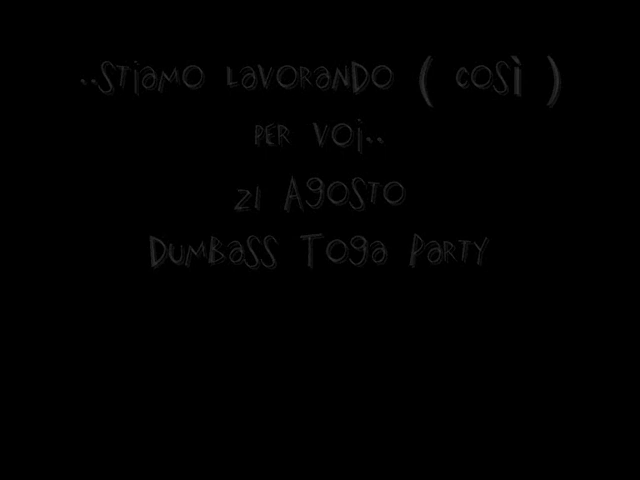 ..STiAMO LAVORANDO ( COSÌ )
PER VOi..
21 AGOSTO
DUMBASS TOGA PARTY